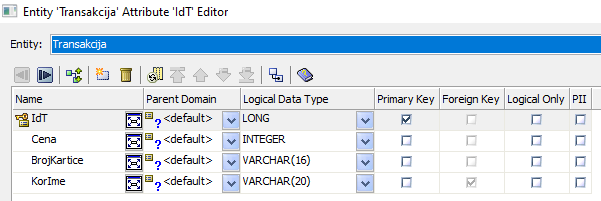 Entity 'Transakcija' Attribute 'IdT' Editor
Entity: Transakcija
Name Parent Domain Logical Data Type Primary Key Foreign Key Logical Only PII
IdT <default> LONG
Cena <default> INTEGER
BrojKartice <default> VARCHAR(16)
KorIme <default> VARCHAR(20)